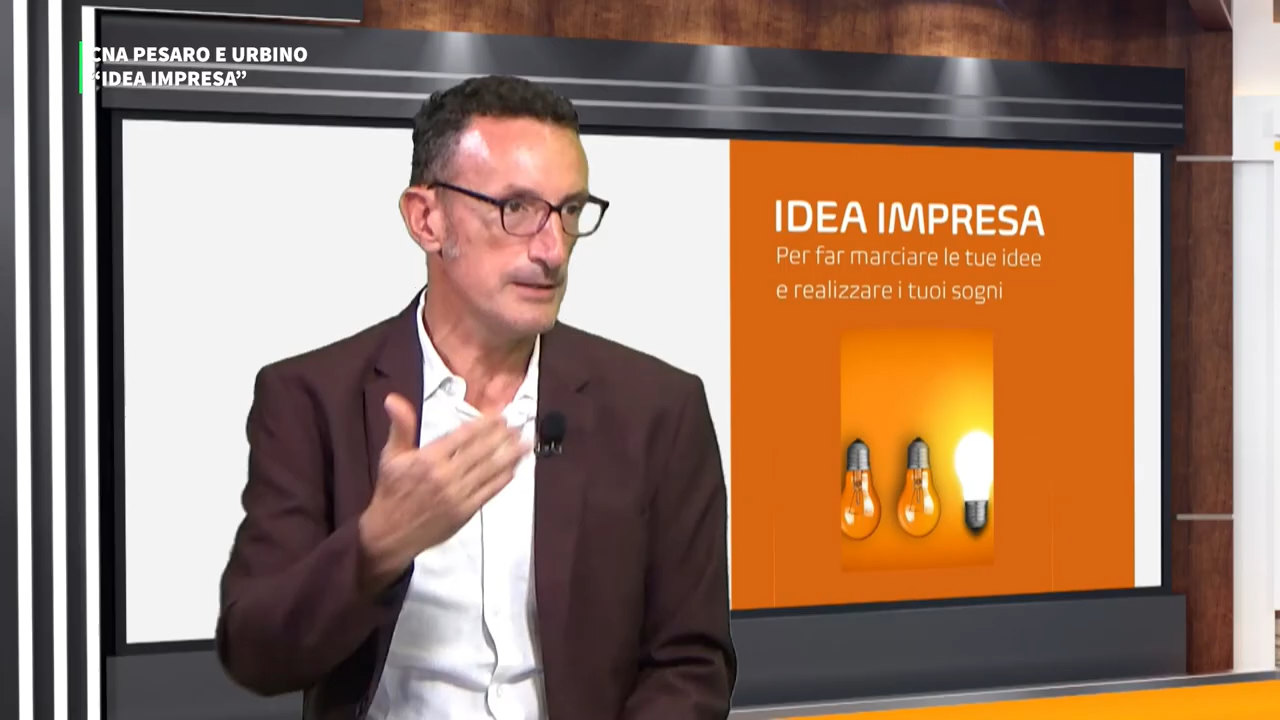 CNA PESARO E URBINO
“IDEA IMPRESA”
IDEA IMPRESA
Per far marciare le tue idee
e realizzare i tuoi sogni